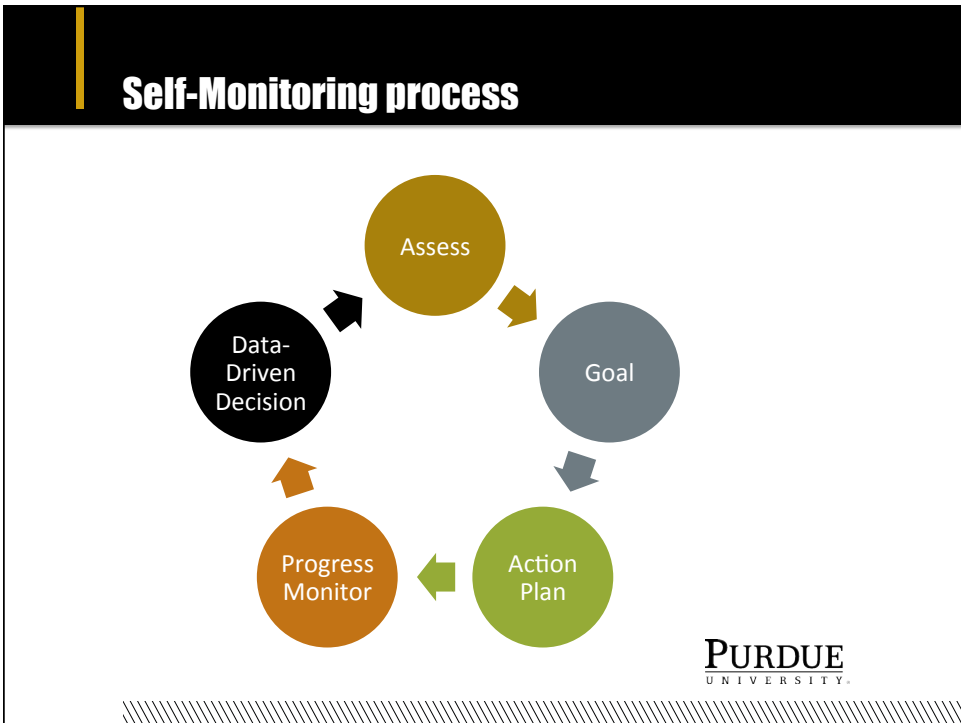 Self-Monitoring process
Assess
Goal
Action
Plan
Progress
Monitor
Data-
Driven
Decision
PURDUE
UNIVERSITY